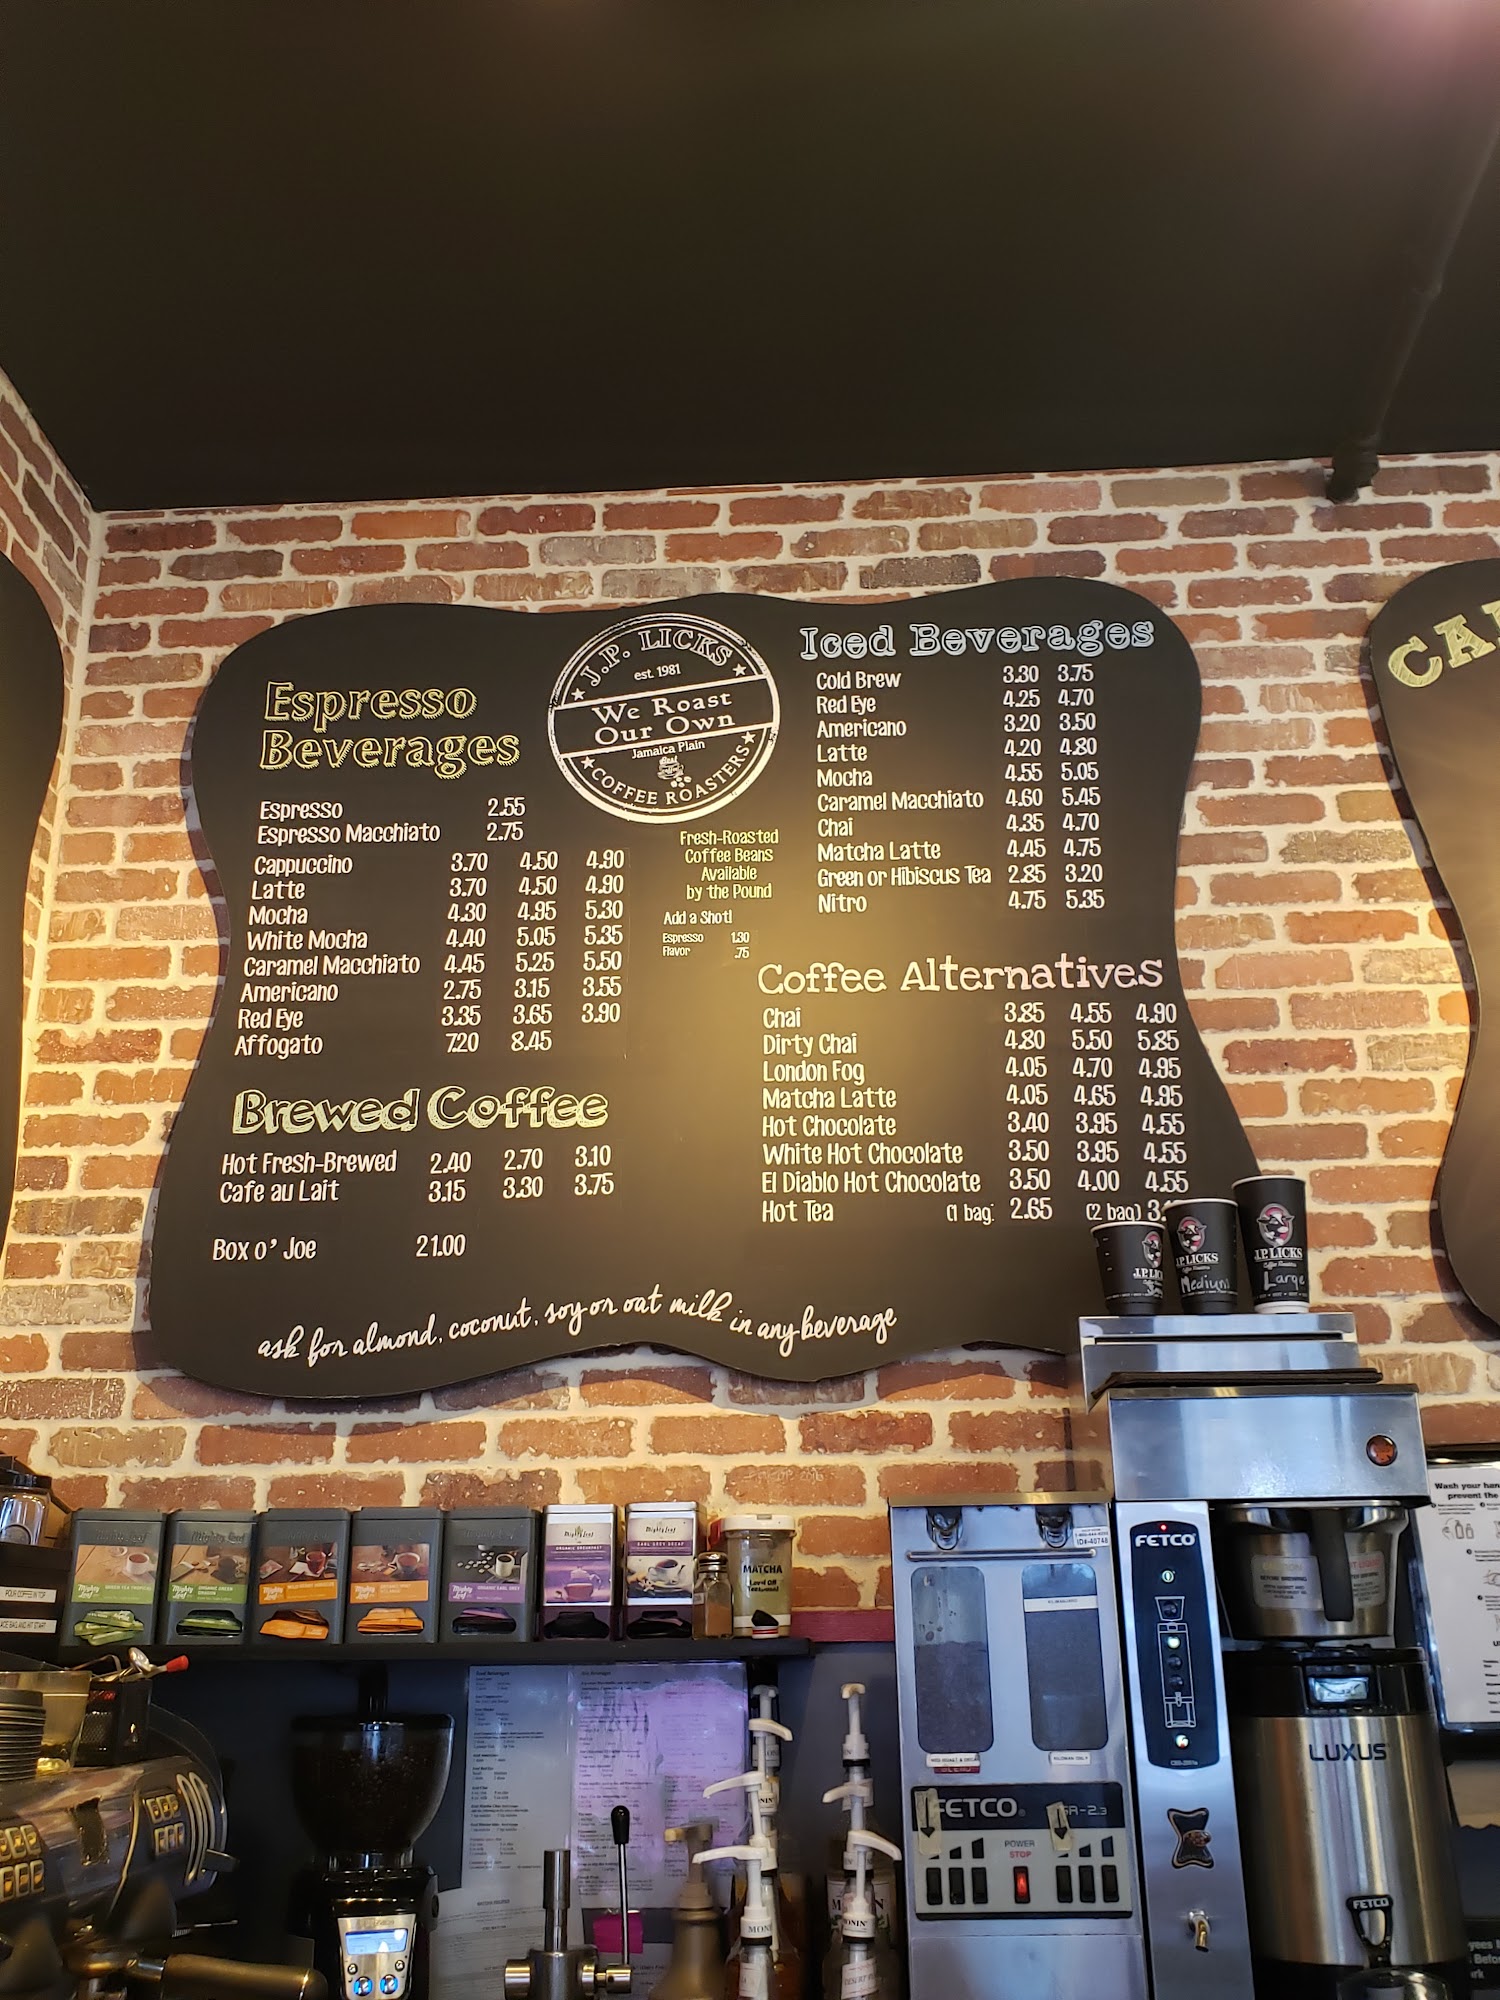 J.P. LICKS
est. 1981
We Roast
Our Own
Jamaica Plain
COFFEE ROASTERS
Espresso
Beverages
Espresso 2.55
Espresso Macchiato 2.75
Cappuccino 3.70 4.50 4.90
Latte 3.70 4.50 4.90
Mocha 4.30 4.95 5.30
White Mocha 4.40 5.05 5.35
Caramel Macchiato 4.45 5.25 5.50
Americano 2.75 3.15 3.55
Red Eye 3.35 3.65 3.90
Affogato 7.20 8.45
Brewed Coffee
Hot Fresh-Brewed 2.40 2.70 3.10
Cafe au Lait 3.15 3.30 3.75
Box o' Joe 21.00
Fresh-Roasted
Coffee Beans
Available
by the Pound
Add a Shot!
Espresso 1.30
Flavor .75
Iced Beverages
Cold Brew 3.30 3.75
Red Eye 4.25 4.70
Americano 3.20 3.50
Latte 4.20 4.80
Mocha 4.55 5.05
Caramel Macchiato 4.60 5.45
Chai 4.35 4.70
Matcha Latte 4.45 4.75
Green or Hibiscus Tea 2.85 3.20
Nitro 4.75 5.35
Coffee Alternatives
Chai 3.85 4.55 4.90
Dirty Chai 4.80 5.50 5.85
London Fog 4.05 4.70 4.95
Matcha Latte 4.05 4.65 4.95
Hot Chocolate 3.40 3.95 4.55
White Hot Chocolate 3.50 3.95 4.55
El Diablo Hot Chocolate 3.50 4.00 4.55
Hot Tea (1 bag) 2.65 (2 bag)
ask for almond, coconut, soy or oat milk in any beverage
J.P. LICKS
Medium
J.P. LICKS
Large
Wash your
prevent the
MATCHA
FETCO
FETCO
POWER
STOP
LUXUS
FETCO